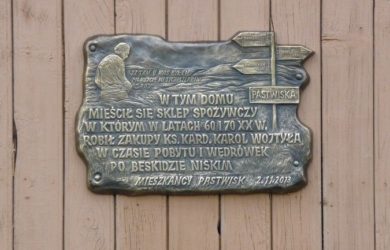 PASTWISKA
W TYM DOMU
MIEŚCIŁ SIĘ SKLEP SPOŻYWCZY
W KTÓRYM W LATACH 60 I 70 XX W.
ROBIŁ ZAKUPY KS. KARD. KAROL WOJTYŁA
W CZASIE POBYTU I WĘDRÓWEK
PO BESKIDZIE NISKIM
MIESZKAŃCY PASTWISK 2.11.2013